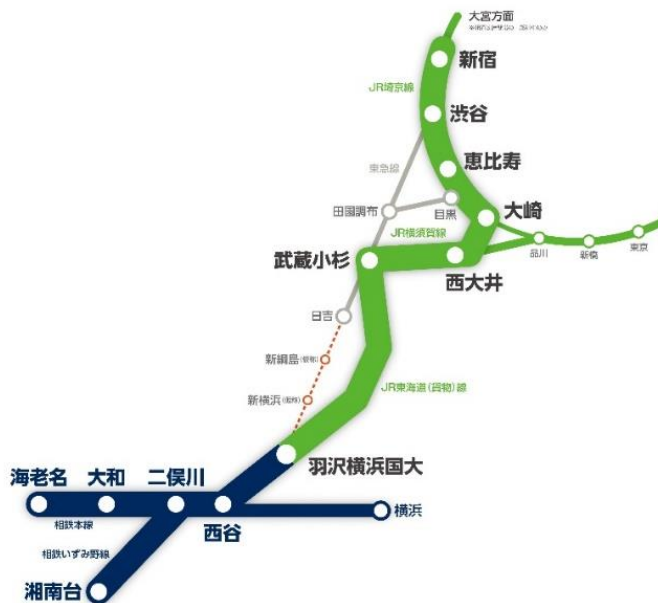 大宮方面
新宿
JR埼京線
渋谷
東急線
恵比寿
田園調布
目黒
大崎
JR横須賀線
武蔵小杉
西大井
品川
新橋
東京
日吉
新綱島(仮称)
JR東海道(貨物)線
新横浜(仮称)
羽沢横浜国大
海老名
大和
二俣川
相鉄本線
西谷
横浜
相鉄いずみ野線
湘南台